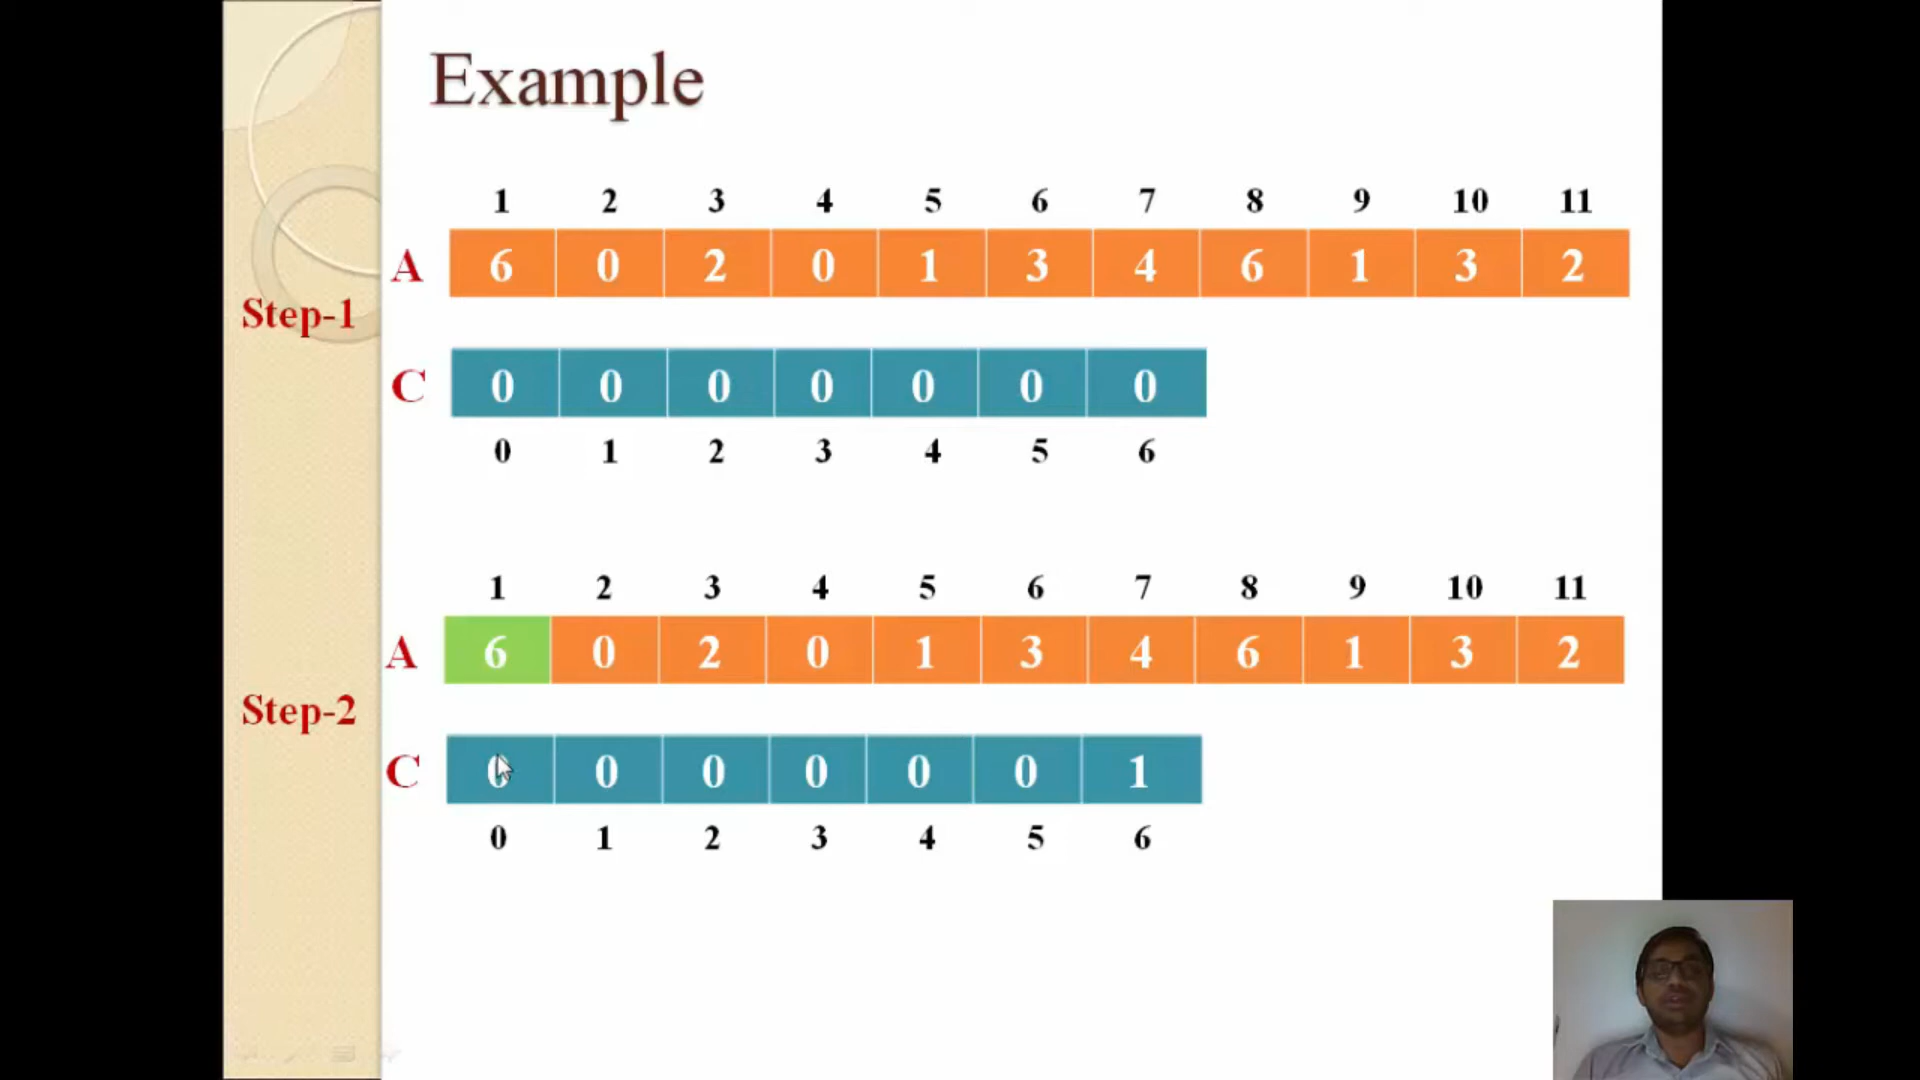 Example
1 2 3 4 5 6 7 8 9 10 11
A 6 0 2 0 1 3 4 6 1 3 2
Step-1
C 0 0 0 0 0 0 0
0 1 2 3 4 5 6
1 2 3 4 5 6 7 8 9 10 11
A 6 0 2 0 1 3 4 6 1 3 2
Step-2
C 0 0 0 0 0 0 1
0 1 2 3 4 5 6